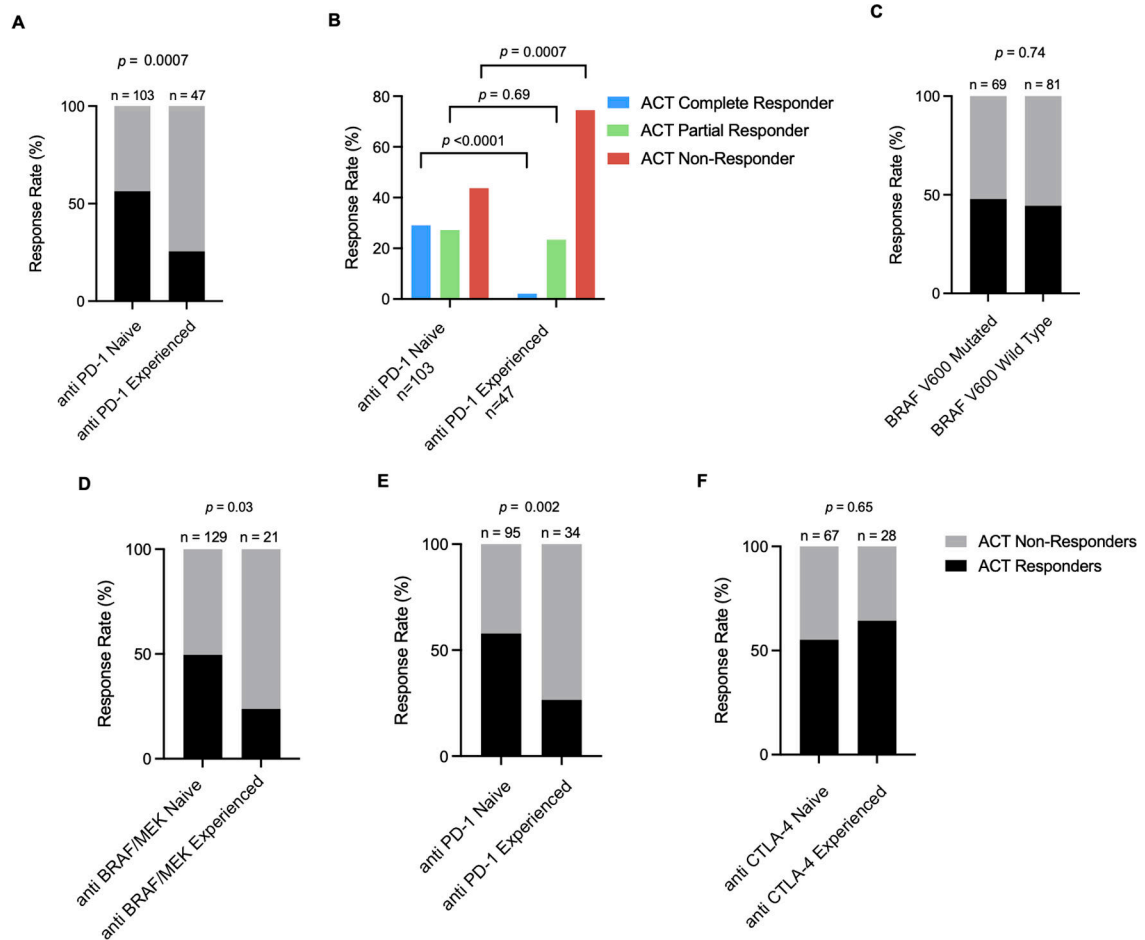 A
p = 0.0007
n = 103 n = 47
100
50
0
Response Rate (%)
anti PD-1 Naive
anti PD-1 Experienced
B
p = 0.0007
p = 0.69
p <0.0001
80
60
40
20
0
Response Rate (%)
anti PD-1 Naive
n=103
anti PD-1 Experienced
n=47
ACT Complete Responder
ACT Partial Responder
ACT Non-Responder
C
p = 0.74
n = 69 n = 81
100
50
0
Response Rate (%)
BRAF V600 Mutated
BRAF V600 Wild Type
D
p = 0.03
n = 129 n = 21
100
50
0
Response Rate (%)
anti BRAF/MEK Naive
anti BRAF/MEK Experienced
E
p = 0.002
n = 95 n = 34
100
50
0
Response Rate (%)
anti PD-1 Naive
anti PD-1 Experienced
F
p = 0.65
n = 67 n = 28
100
50
0
Response Rate (%)
anti CTLA-4 Naive
anti CTLA-4 Experienced
ACT Non-Responders
ACT Responders